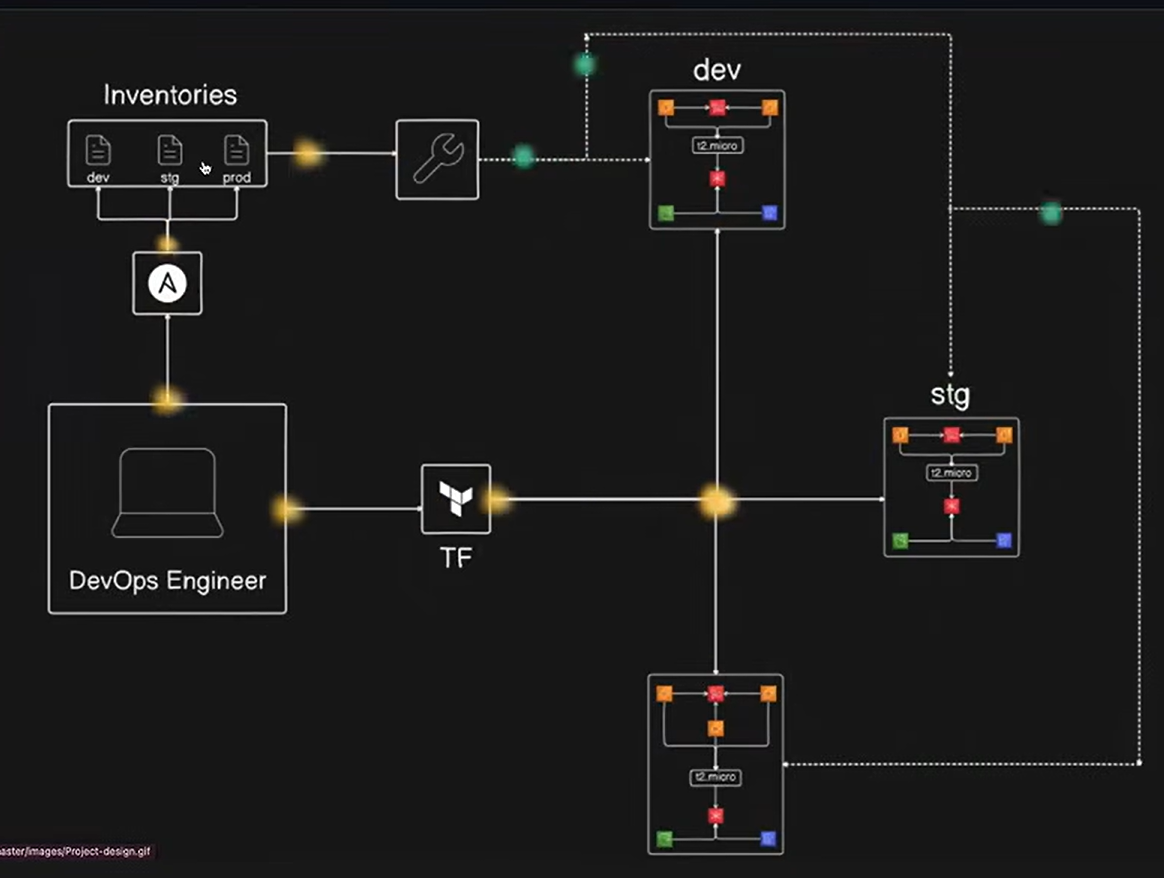 Inventories
dev
stg
prod
dev
t2.micro
stg
t2.micro
TF
DevOps Engineer
t2.micro
aster/images/Project-design.gif